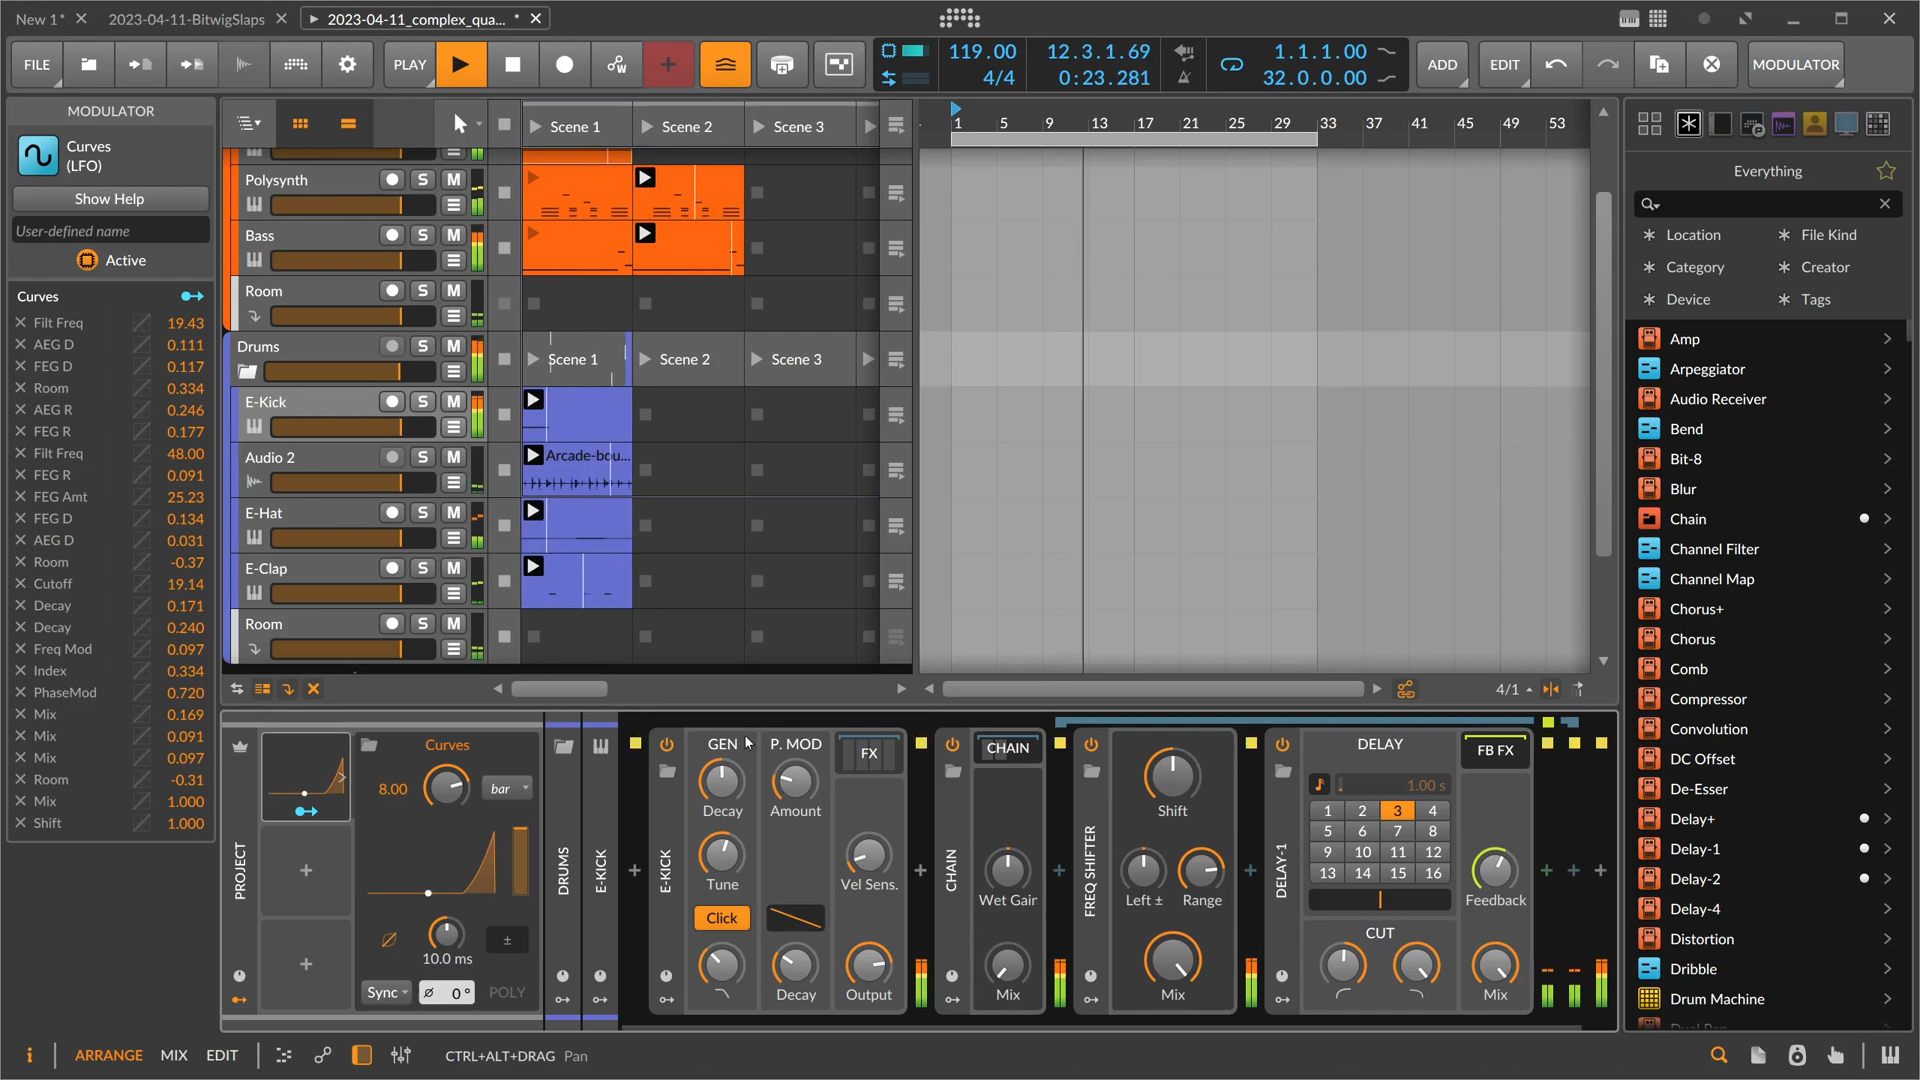 New 1*
2023-04-11-BitwigSlaps
2023-04-11_complex_qua... *
FILE
PLAY
119.00
4/4
12.3.1.69
0:23.281
1.1.1.00
32.0.0.00
ADD
EDIT
MODULATOR
MODULATOR
Curves
(LFO)
Show Help
User-defined name
Active
Curves
Filt Freq 19.43
AEG D 0.111
FEG D 0.117
Room 0.334
AEG R 0.246
FEG R 0.177
Filt Freq 48.00
FEG R 0.091
FEG Amt 25.23
FEG D 0.134
AEG D 0.031
Room -0.37
Cutoff 19.14
Decay 0.171
Decay 0.240
Freq Mod 0.097
Index 0.334
PhaseMod 0.720
Mix 0.169
Mix 0.091
Mix 0.097
Room -0.31
Mix 1.000
Shift 1.000
Scene 1
Scene 2
Scene 3
Polysynth S M
Bass S M
Room S M
Drums S M
Scene 1
Scene 2
Scene 3
E-Kick S M
Audio 2 S M
Arcade-bou...
E-Hat S M
E-Clap S M
Room S M
1 5 9 13 17 21 25 29 33 37 41 45 49 53
4/1
PROJECT
Curves
8.00
bar
10.0 ms
±
Sync
Ø 0°
POLY
DRUMS
E-KICK
E-KICK
GEN
Decay
Tune
Click
P. MOD
Amount
Decay
FX
Vel Sens.
Output
CHAIN
CHAIN
Wet Gain
Mix
FREQ SHIFTER
Shift
Left ±
Range
Mix
DELAY-1
DELAY
1.00 s
1 2 3 4
5 6 7 8
9 10 11 12
13 14 15 16
CUT
FB FX
Feedback
Mix
Everything
Location
File Kind
Category
Creator
Device
Tags
Amp
Arpeggiator
Audio Receiver
Bend
Bit-8
Blur
Chain
Channel Filter
Channel Map
Chorus+
Chorus
Comb
Compressor
Convolution
DC Offset
De-Esser
Delay+
Delay-1
Delay-2
Delay-4
Distortion
Dribble
Drum Machine
i
ARRANGE
MIX
EDIT
CTRL+ALT+DRAG Pan